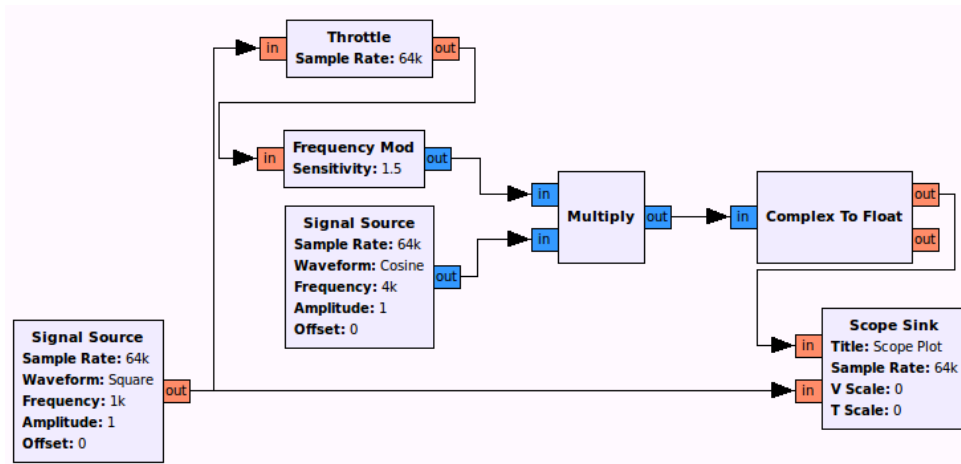 Throttle
in
Sample Rate: 64k
out
Frequency Mod
in
Sensitivity: 1.5
out
Signal Source
Sample Rate: 64k
Waveform: Cosine
Frequency: 4k
Amplitude: 1
Offset: 0
out
in
in
Multiply
out
in
Complex To Float
out
out
Signal Source
Sample Rate: 64k
Waveform: Square
Frequency: 1k
Amplitude: 1
Offset: 0
out
Scope Sink
in
Title: Scope Plot
Sample Rate: 64k
in
V Scale: 0
T Scale: 0